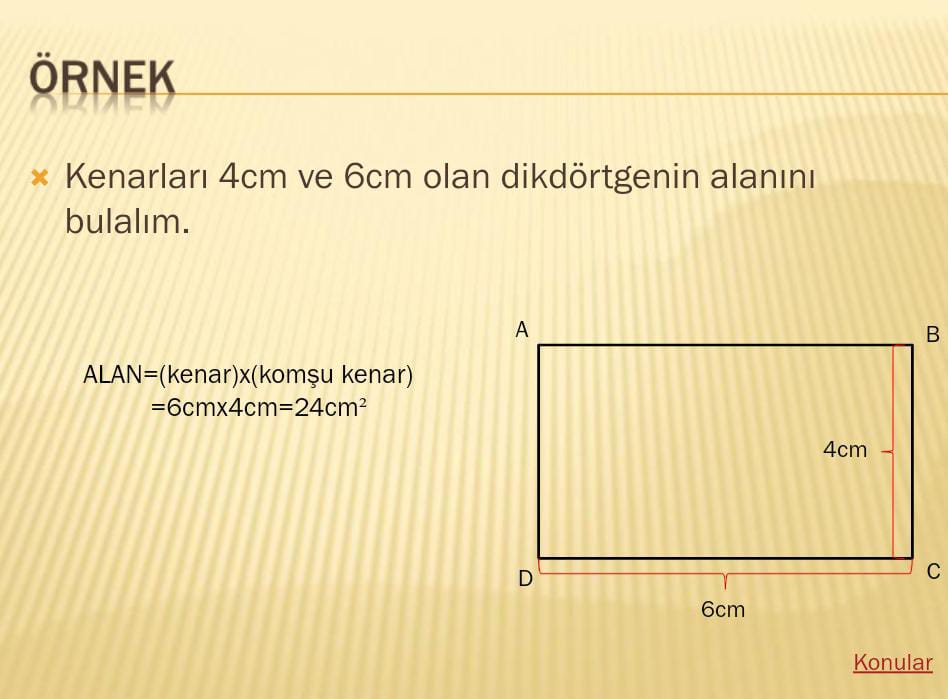 ÖRNEK
Kenarları 4cm ve 6cm olan dikdörtgenin alanını
bulalım.
A
B
ALAN=(kenar)x(komşu kenar)
=6cmx4cm=24cm²
4cm
D
C
6cm
Konular